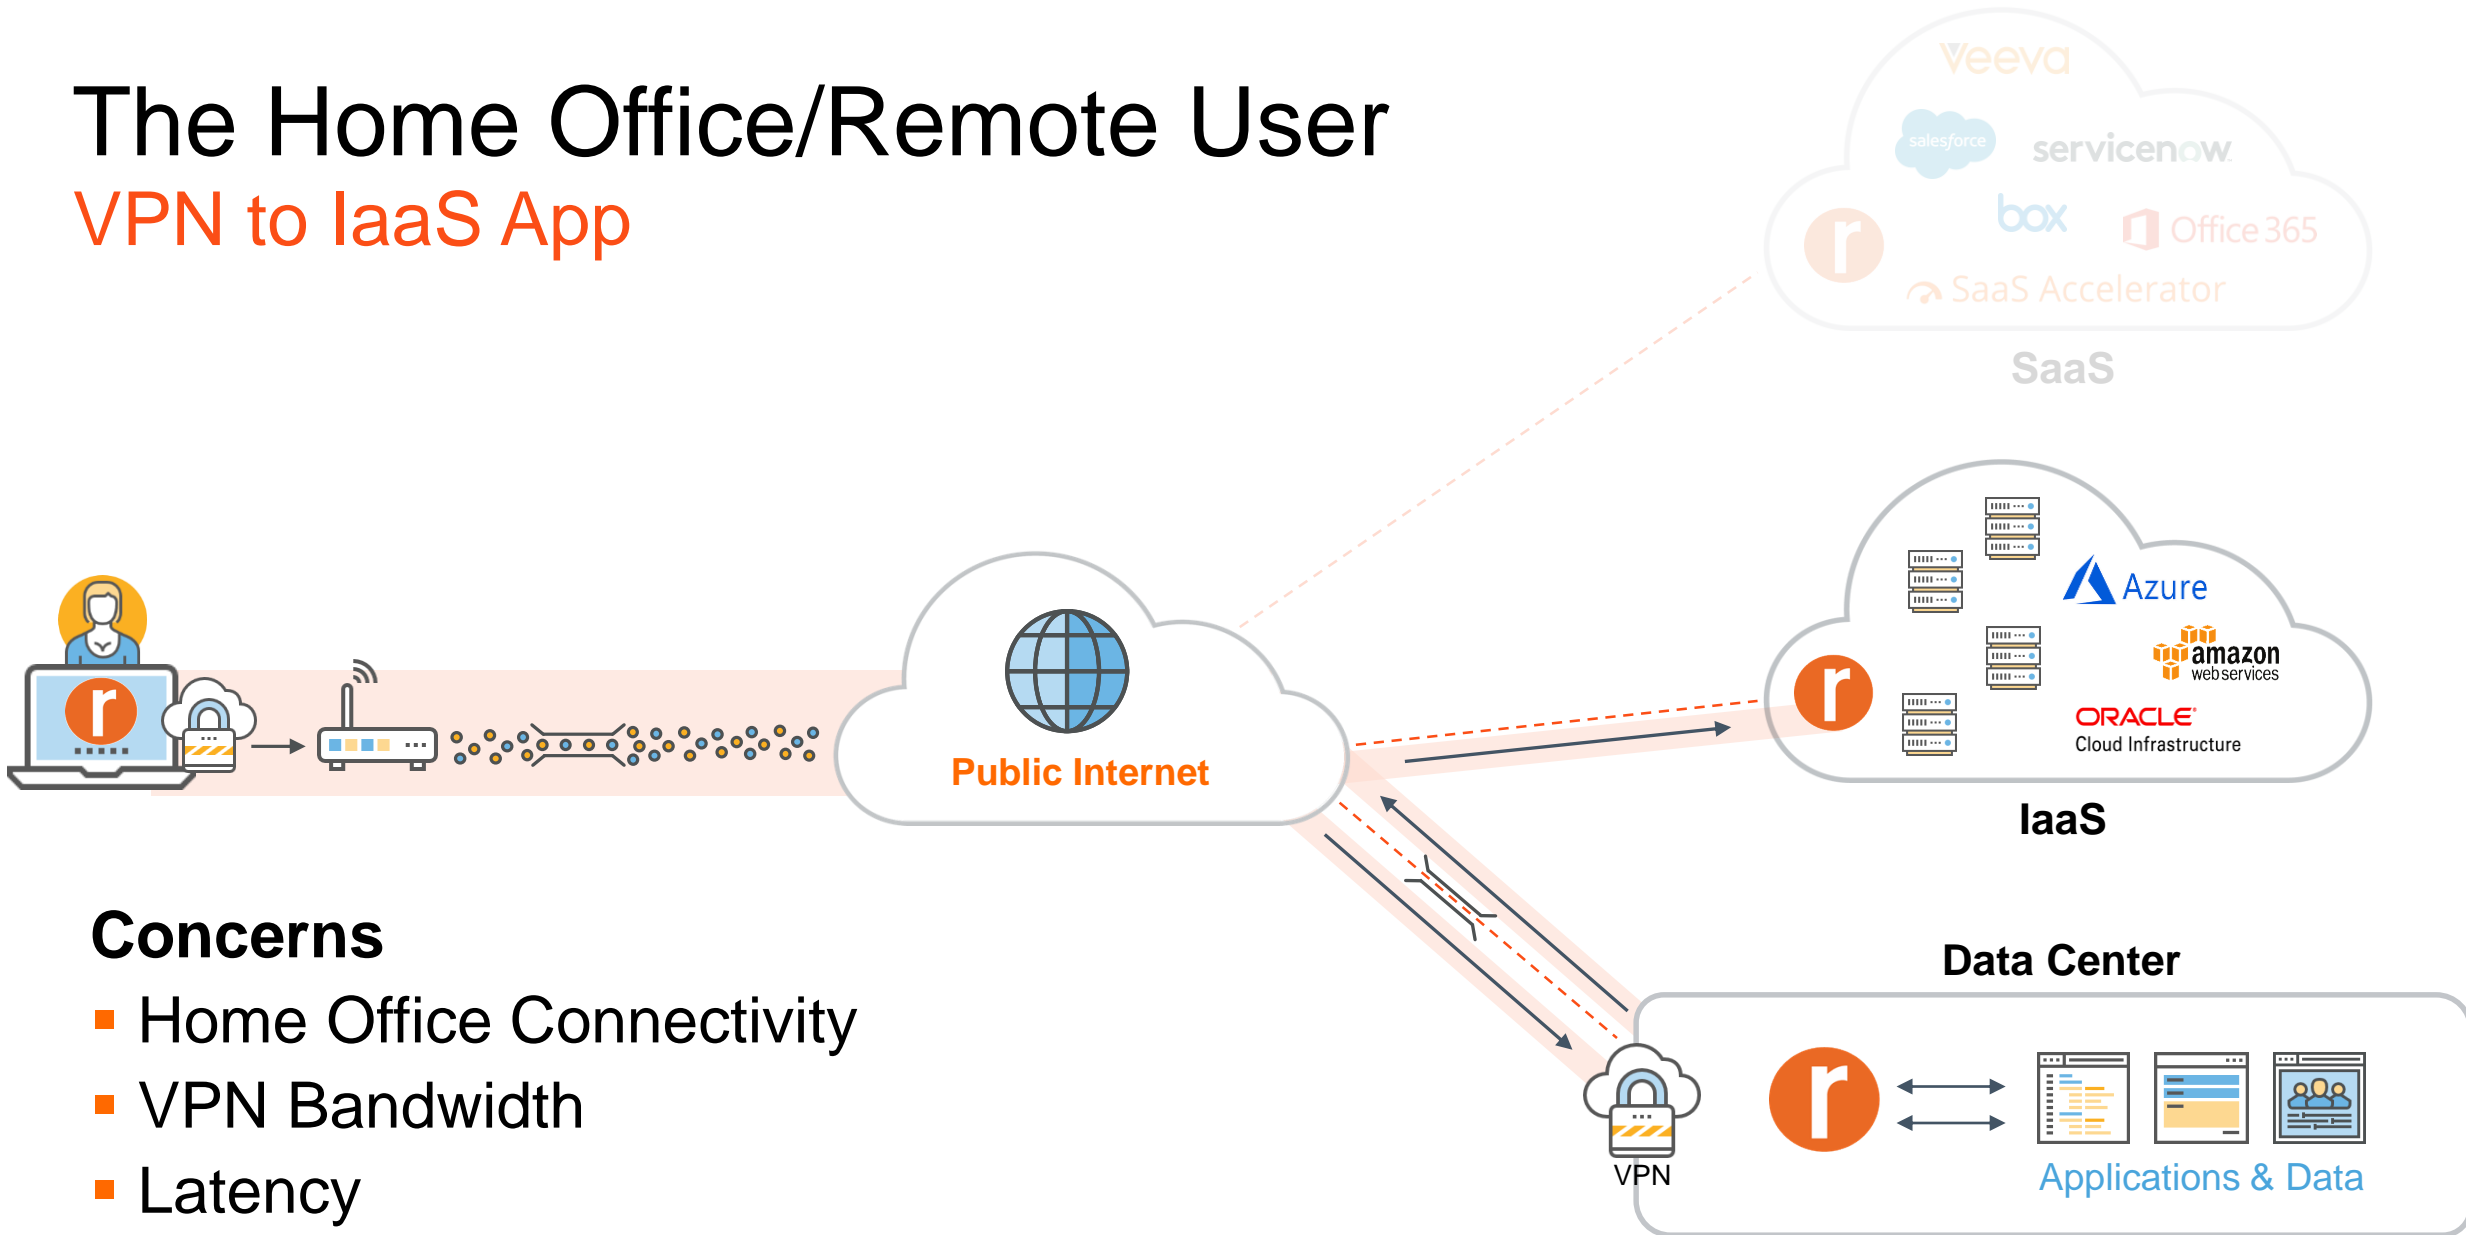 The Home Office/Remote User
VPN to IaaS App
veeva
salesforce
servicenow
box
Office 365
r
SaaS Accelerator
SaaS
Azure
amazon
webservices
r
ORACLE
Cloud Infrastructure
IaaS
r
Public Internet
Concerns
Home Office Connectivity
VPN Bandwidth
Latency
Data Center
r
VPN
Applications & Data